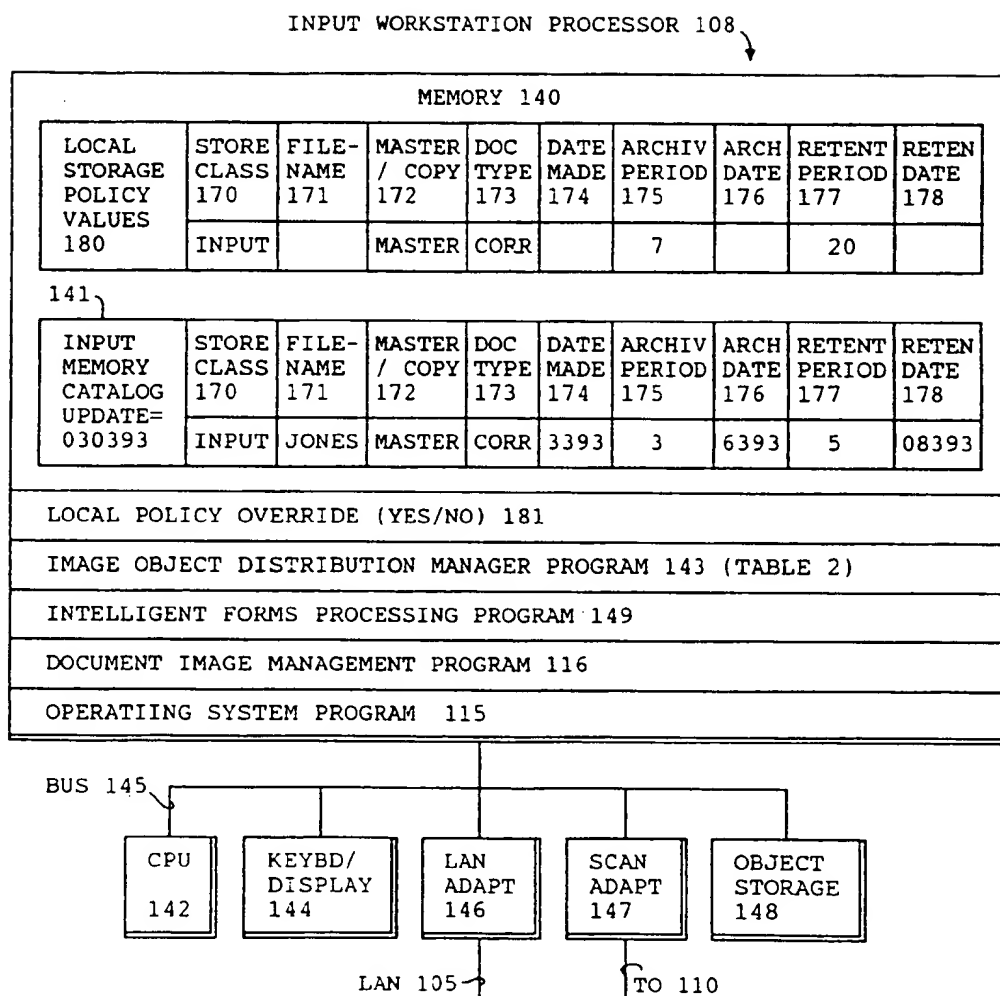 INPUT WORKSTATION PROCESSOR 108
MEMORY 140
LOCAL STORAGE POLICY VALUES 180
STORE CLASS 170
FILE-NAME 171
MASTER / COPY 172
DOC TYPE 173
DATE MADE 174
ARCHIV PERIOD 175
ARCH DATE 176
RETENT PERIOD 177
RETEN DATE 178
INPUT MASTER CORR 7 20
141
INPUT MEMORY CATALOG UPDATE= 030393
STORE CLASS 170
FILE-NAME 171
MASTER / COPY 172
DOC TYPE 173
DATE MADE 174
ARCHIV PERIOD 175
ARCH DATE 176
RETENT PERIOD 177
RETEN DATE 178
INPUT JONES MASTER CORR 3393 3 6393 5 08393
LOCAL POLICY OVERRIDE (YES/NO) 181
IMAGE OBJECT DISTRIBUTION MANAGER PROGRAM 143 (TABLE 2)
INTELLIGENT FORMS PROCESSING PROGRAM 149
DOCUMENT IMAGE MANAGEMENT PROGRAM 116
OPERATIING SYSTEM PROGRAM 115
BUS 145
CPU 142
KEYBD/ DISPLAY 144
LAN ADAPT 146
SCAN ADAPT 147
OBJECT STORAGE 148
LAN 105
TO 110